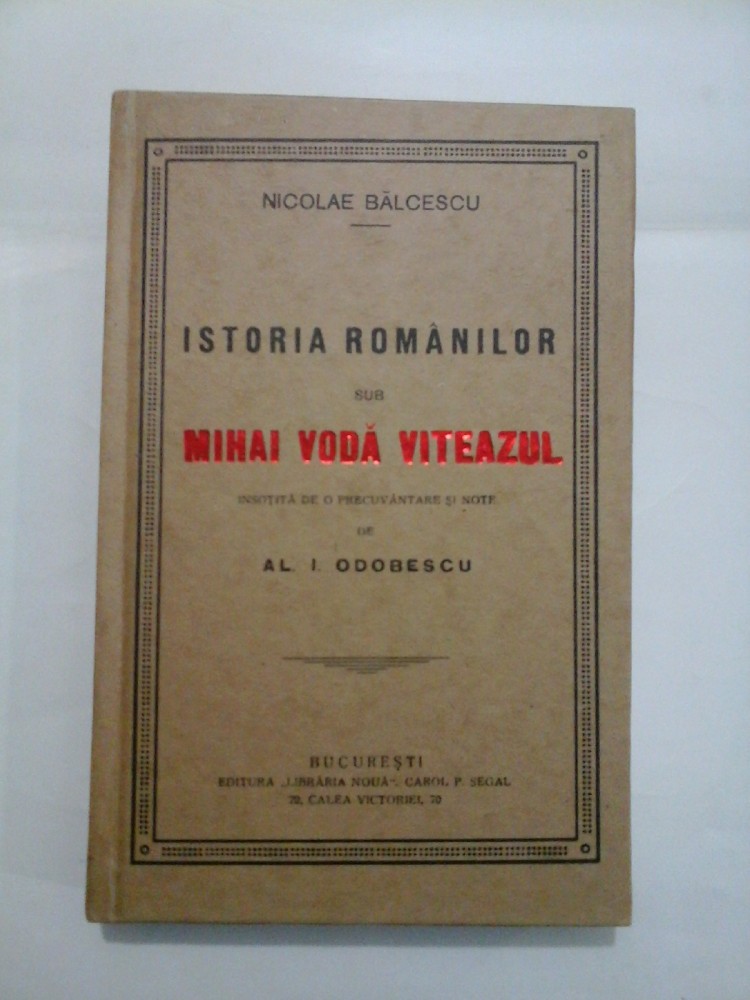 NICOLAE BĂLCESCU
ISTORIA ROMÂNILOR
SUB
MIHAI VODĂ VITEAZUL
INSOȚITĂ DE O PRECUVÂNTARE ȘI NOTE
DE
AL. I. ODOBESCU
BUCUREȘTI
EDITURA „LIBRĂRIA NOUĂ“, CAROL P. SEGAL
70, CALEA VICTORIEI, 70